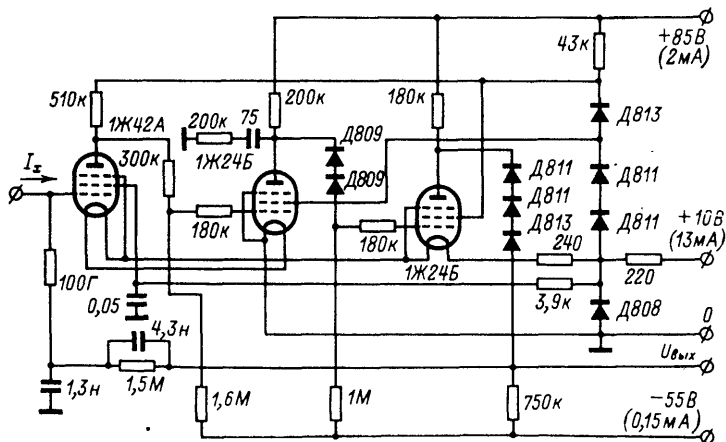 +85В
(2мА)
43к
510к
1Ж42А
200к
75
200к
180к
Д813
Д809
300к
1Ж24Б
Iх
Д809
Д811
Д811
Д811
Д811
+10В
(13мА)
180к
180к
Д813
240
1Ж24Б
220
100Г
0,05
3,9к
Д808
0
4,3н
Uвых
1,3н
1,5М
1,6М
1М
750к
−55В
(0,15мА)